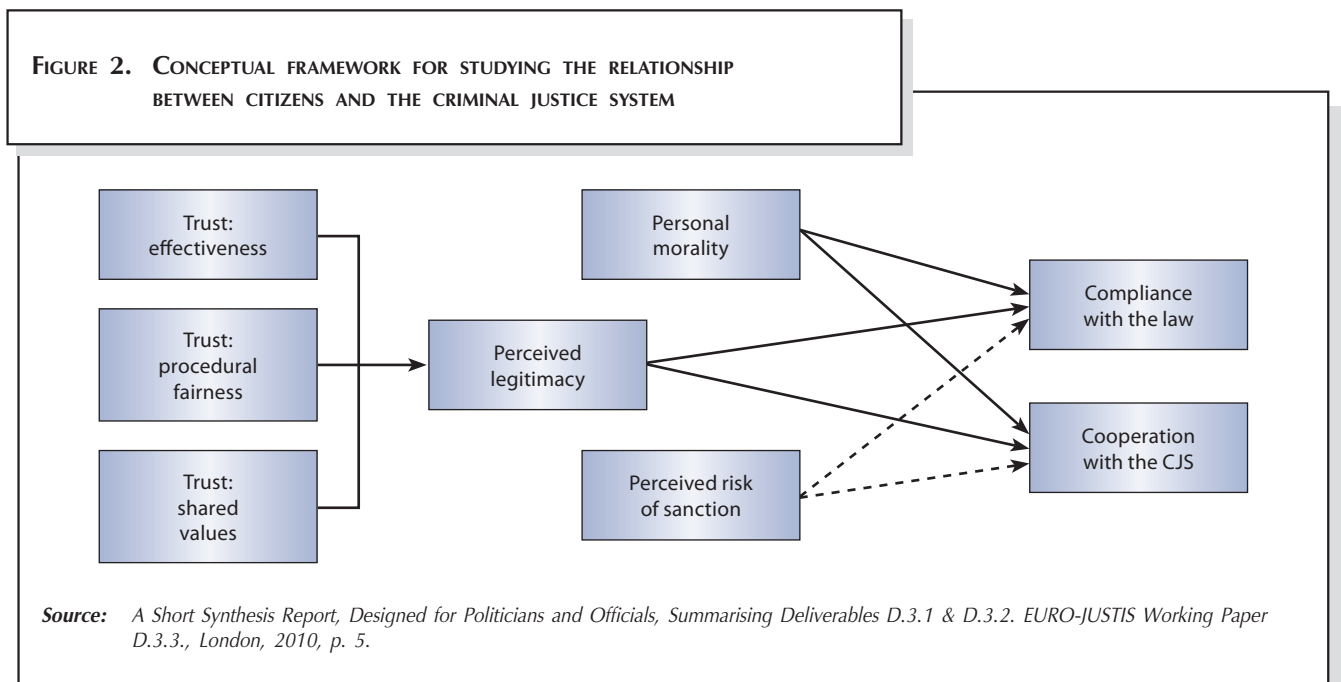 FIGURE 2. CONCEPTUAL FRAMEWORK FOR STUDYING THE RELATIONSHIP
BETWEEN CITIZENS AND THE CRIMINAL JUSTICE SYSTEM
Trust:
effectiveness
Trust:
procedural
fairness
Trust:
shared
values
Perceived
legitimacy
Personal
morality
Perceived risk
of sanction
Compliance
with the law
Cooperation
with the CJS
Source: A Short Synthesis Report, Designed for Politicians and Officials, Summarising Deliverables D.3.1 & D.3.2. EURO-JUSTIS Working Paper
D.3.3., London, 2010, p. 5.